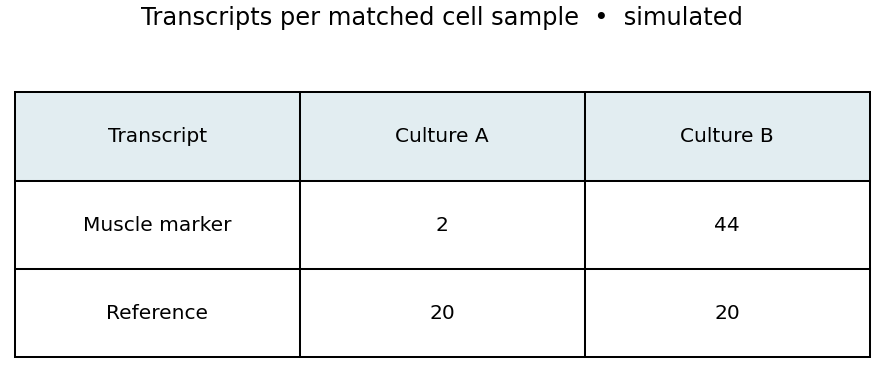 Transcripts per matched cell sample • simulated
Transcript Culture A Culture B
Muscle marker 2 44
Reference 20 20